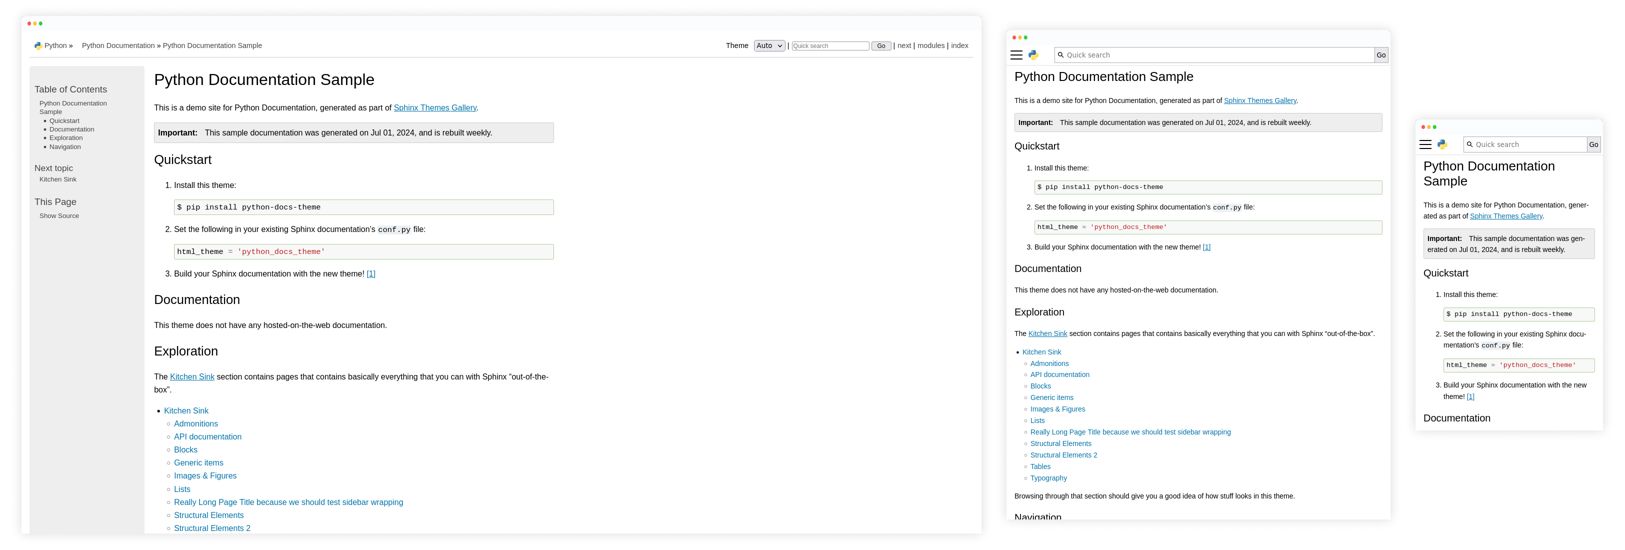 Python » Python Documentation » Python Documentation Sample
Theme Auto | Quick search Go | next | modules | index
Table of Contents
Python Documentation
Sample
Quickstart
Documentation
Exploration
Navigation
Next topic
Kitchen Sink
This Page
Show Source
Python Documentation Sample
This is a demo site for Python Documentation, generated as part of Sphinx Themes Gallery.
Important: This sample documentation was generated on Jul 01, 2024, and is rebuilt weekly.
Quickstart
1. Install this theme:
$ pip install python-docs-theme
2. Set the following in your existing Sphinx documentation's conf.py file:
html_theme = 'python_docs_theme'
3. Build your Sphinx documentation with the new theme! [1]
Documentation
This theme does not have any hosted-on-the-web documentation.
Exploration
The Kitchen Sink section contains pages that contains basically everything that you can with Sphinx “out-of-the-
box”.
Kitchen Sink
Admonitions
API documentation
Blocks
Generic items
Images & Figures
Lists
Really Long Page Title because we should test sidebar wrapping
Structural Elements
Structural Elements 2
Quick search Go
Python Documentation Sample
This is a demo site for Python Documentation, generated as part of Sphinx Themes Gallery.
Important: This sample documentation was generated on Jul 01, 2024, and is rebuilt weekly.
Quickstart
1. Install this theme:
$ pip install python-docs-theme
2. Set the following in your existing Sphinx documentation's conf.py file:
html_theme = 'python_docs_theme'
3. Build your Sphinx documentation with the new theme! [1]
Documentation
This theme does not have any hosted-on-the-web documentation.
Exploration
The Kitchen Sink section contains pages that contains basically everything that you can with Sphinx “out-of-the-box”.
Kitchen Sink
Admonitions
API documentation
Blocks
Generic items
Images & Figures
Lists
Really Long Page Title because we should test sidebar wrapping
Structural Elements
Structural Elements 2
Tables
Typography
Browsing through that section should give you a good idea of how stuff looks in this theme.
Navigation
Quick search Go
Python Documentation
Sample
This is a demo site for Python Documentation, gener-
ated as part of Sphinx Themes Gallery.
Important: This sample documentation was gen-
erated on Jul 01, 2024, and is rebuilt weekly.
Quickstart
1. Install this theme:
$ pip install python-docs-theme
2. Set the following in your existing Sphinx docu-
mentation's conf.py file:
html_theme = 'python_docs_theme'
3. Build your Sphinx documentation with the new
theme! [1]
Documentation